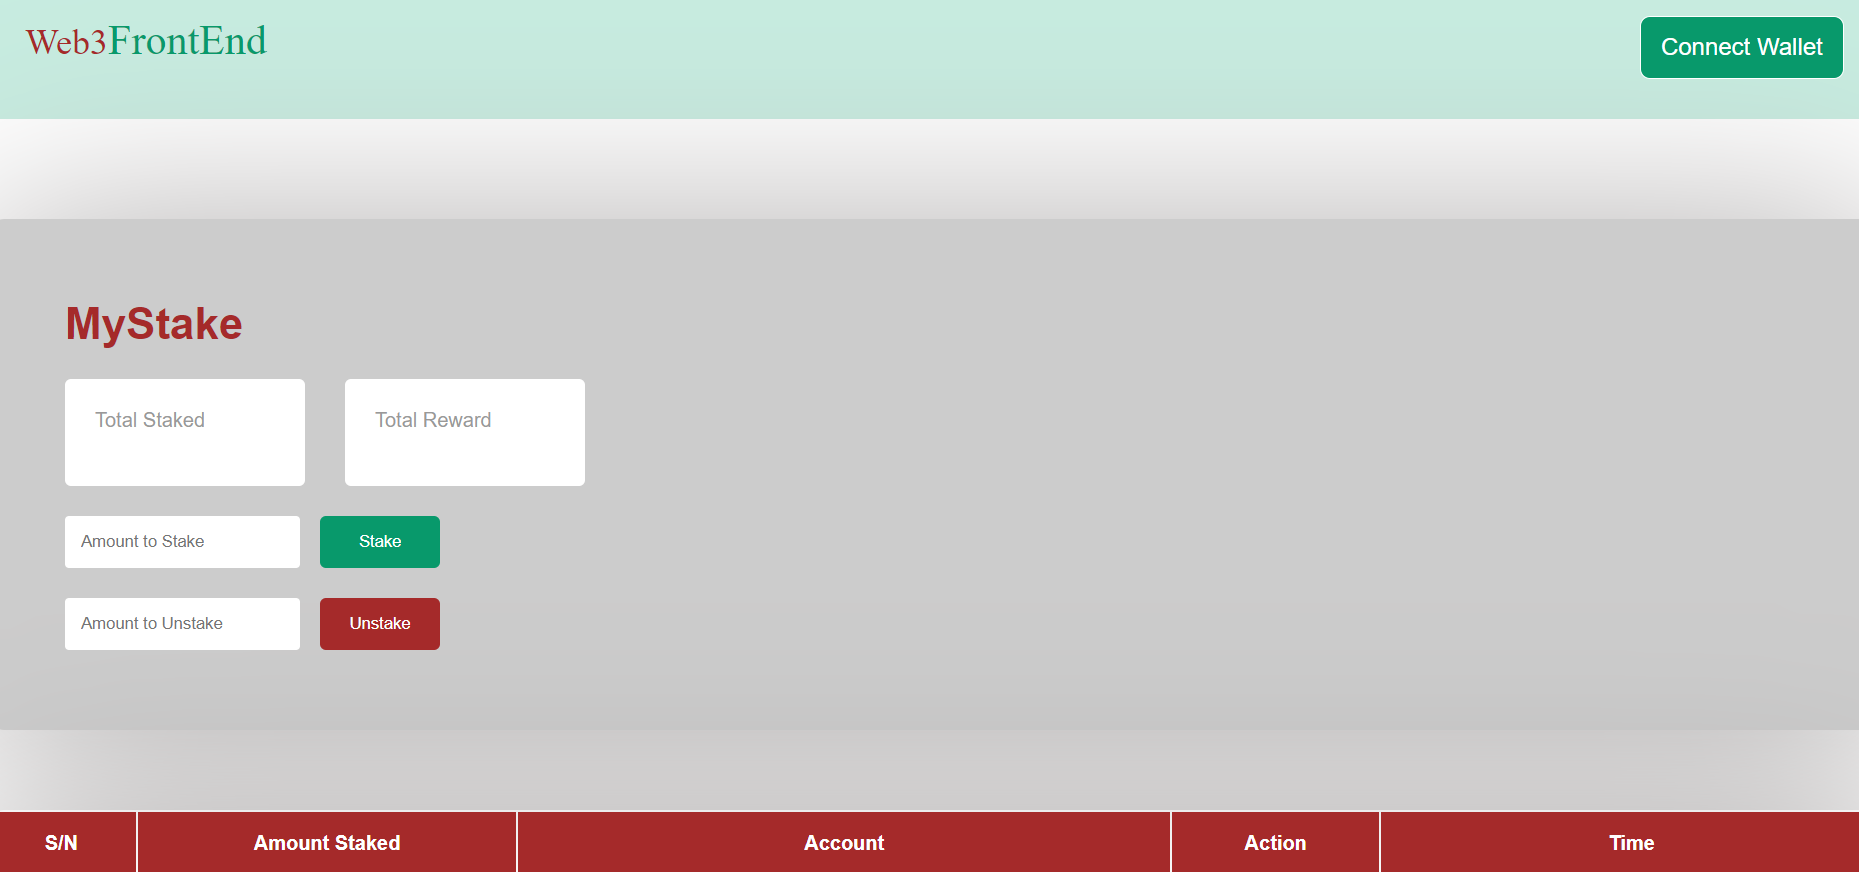 Web3FrontEnd
Connect Wallet
MyStake
Total Staked
Total Reward
Amount to Stake
Stake
Amount to Unstake
Unstake
S/N
Amount Staked
Account
Action
Time